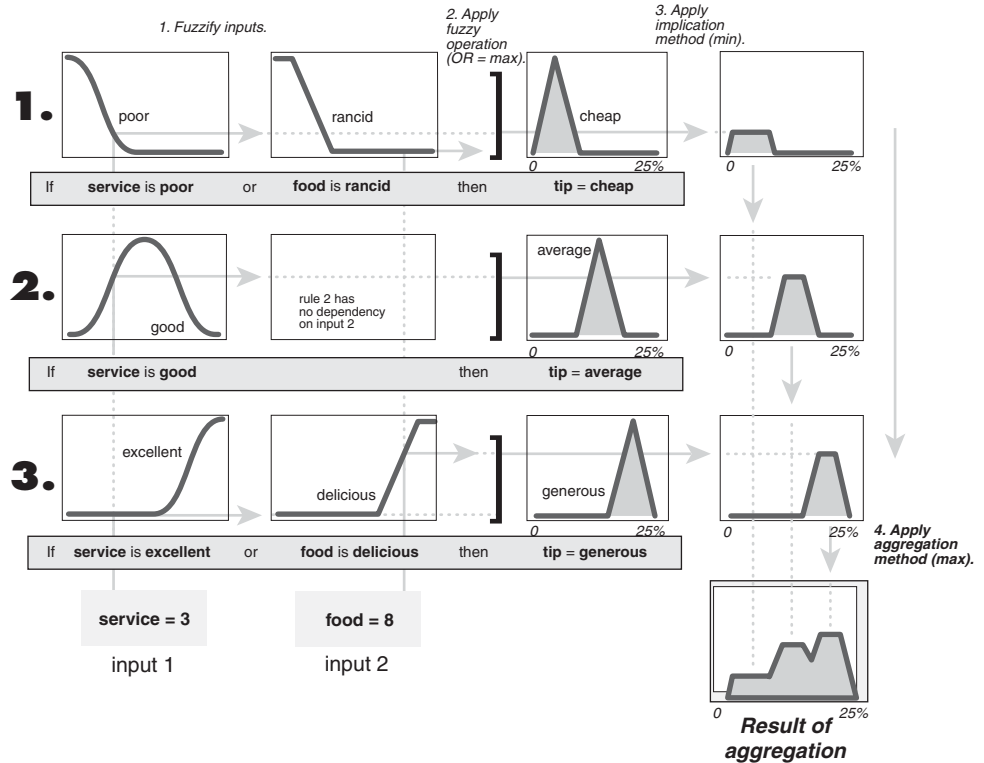 1. Fuzzify inputs.
2. Apply
fuzzy
operation
(OR = max).
3. Apply
implication
method (min).
1.
poor
rancid
cheap
0 25%
If service is poor or food is rancid then tip = cheap
2.
good
rule 2 has
no dependency
on input 2
average
0 25%
0 25%
If service is good then tip = average
3.
excellent
delicious
generous
0 25%
0 25%
If service is excellent or food is delicious then tip = generous
4. Apply
aggregation
method (max).
service = 3
food = 8
input 1
input 2
0 25%
Result of
aggregation